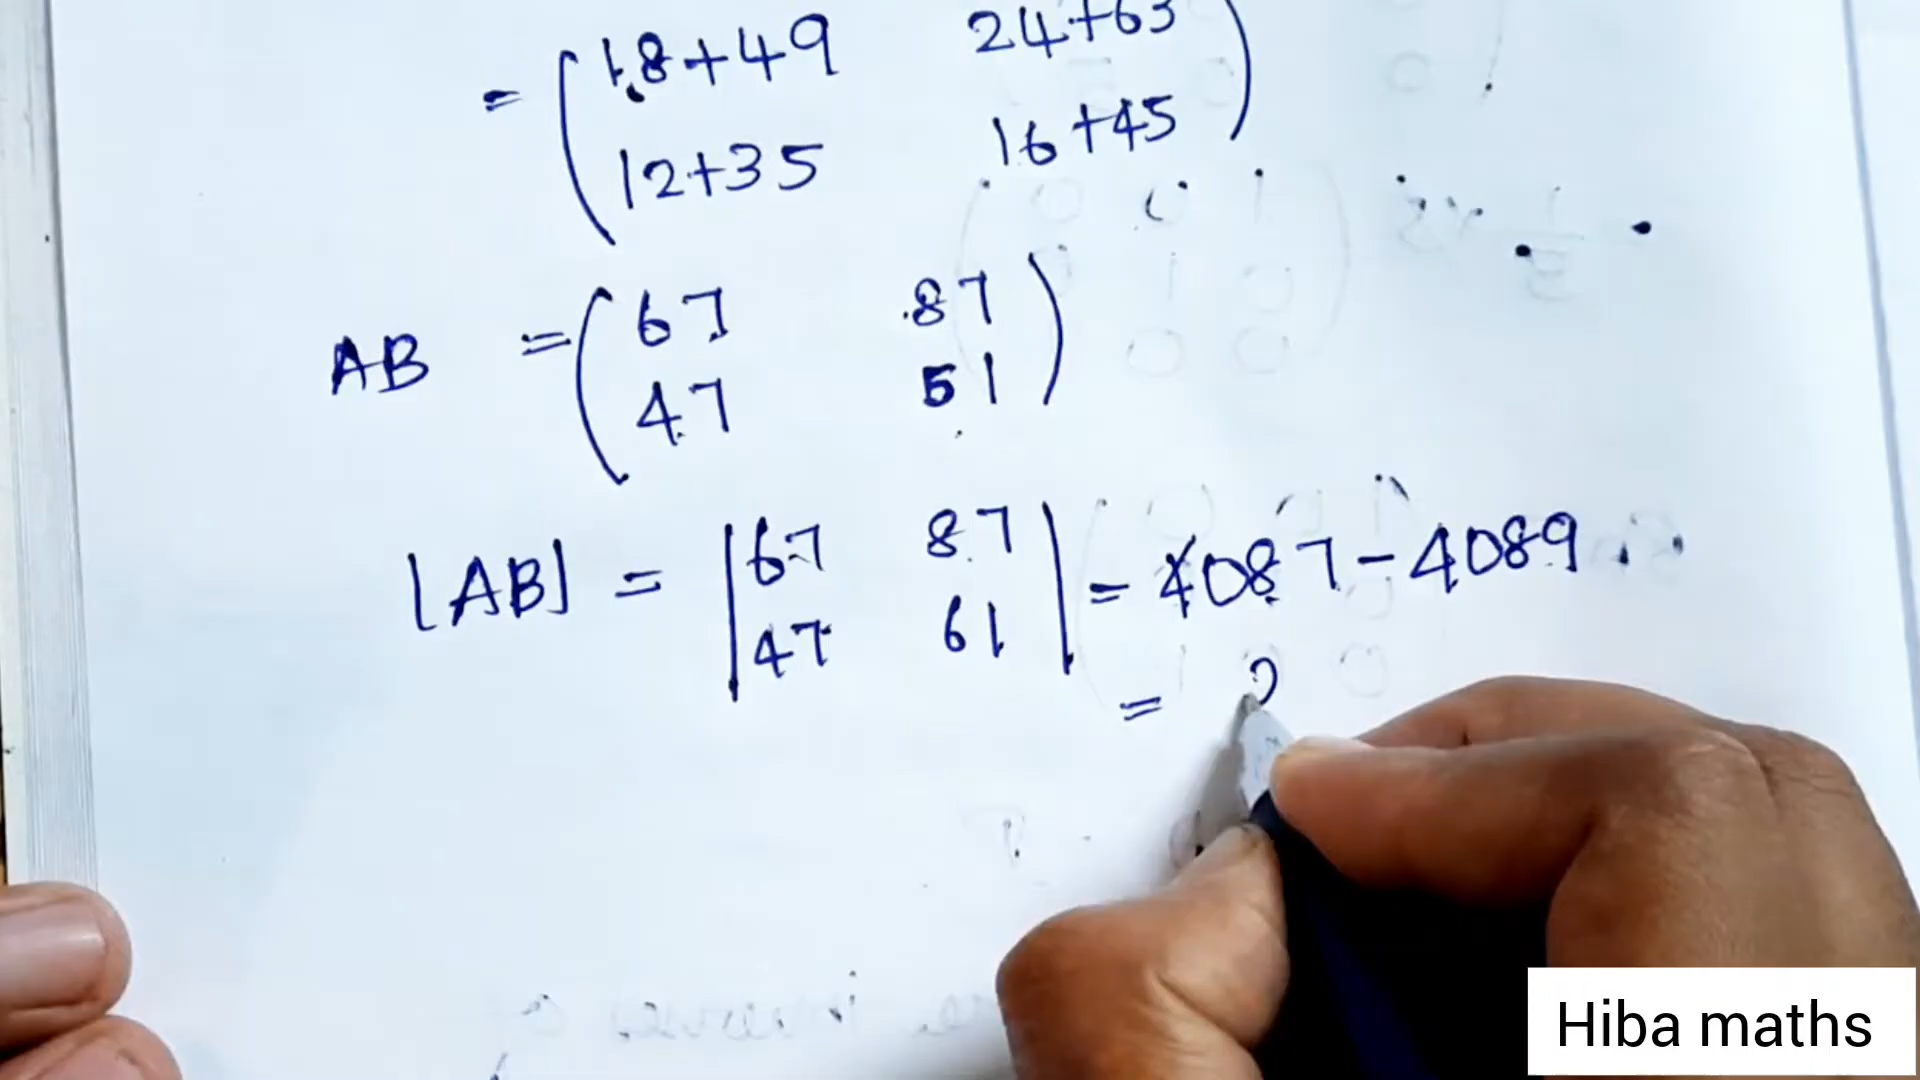 = ( 18+49 24+63
12+35 16+45 )
AB = ( 67 87
47 51 )
|AB| = | 67 87 | = 4087 - 4089
47 61
= 2
Hiba maths